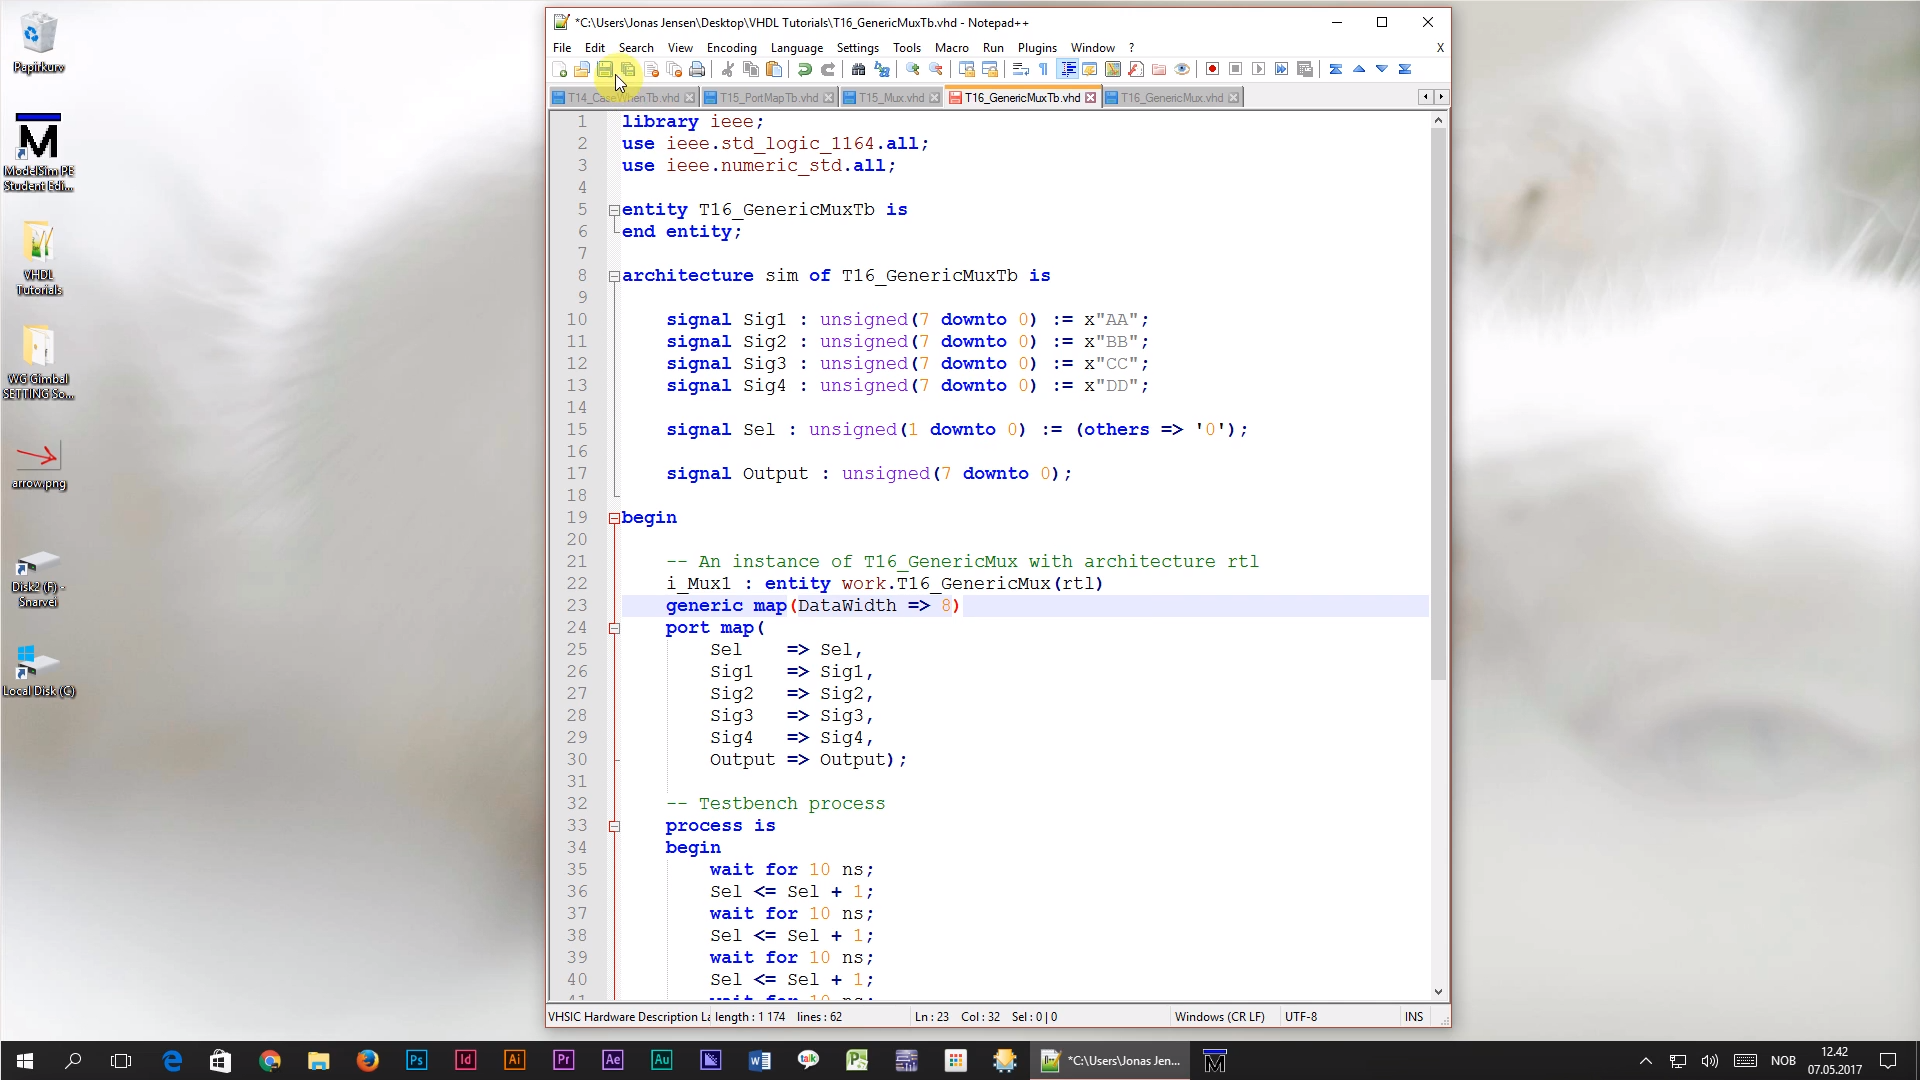 *C:\Users\Jonas Jensen\Desktop\VHDL Tutorials\T16_GenericMuxTb.vhd - Notepad++
File Edit Search View Encoding Language Settings Tools Macro Run Plugins Window ? X
T14_CaseWhenTb.vhd T15_PortMapTb.vhd T15_Mux.vhd T16_GenericMuxTb.vhd T16_GenericMux.vhd
1 library ieee;
2 use ieee.std_logic_1164.all;
3 use ieee.numeric_std.all;
4
5 entity T16_GenericMuxTb is
6 end entity;
7
8 architecture sim of T16_GenericMuxTb is
9
10 signal Sig1 : unsigned(7 downto 0) := x"AA";
11 signal Sig2 : unsigned(7 downto 0) := x"BB";
12 signal Sig3 : unsigned(7 downto 0) := x"CC";
13 signal Sig4 : unsigned(7 downto 0) := x"DD";
14
15 signal Sel : unsigned(1 downto 0) := (others => '0');
16
17 signal Output : unsigned(7 downto 0);
18
19 begin
20
21 -- An instance of T16_GenericMux with architecture rtl
22 i_Mux1 : entity work.T16_GenericMux(rtl)
23 generic map(DataWidth => 8)
24 port map(
25 Sel => Sel,
26 Sig1 => Sig1,
27 Sig2 => Sig2,
28 Sig3 => Sig3,
29 Sig4 => Sig4,
30 Output => Output);
31
32 -- Testbench process
33 process is
34 begin
35 wait for 10 ns;
36 Sel <= Sel + 1;
37 wait for 10 ns;
38 Sel <= Sel + 1;
39 wait for 10 ns;
40 Sel <= Sel + 1;
41 wait for 10 ns;
VHSIC Hardware Description La length : 1 174 lines : 62 Ln : 23 Col : 32 Sel : 0 | 0 Windows (CR LF) UTF-8 INS
Papirkurv
M
ModelSim PE
Student Edi...
VHDL
Tutorials
WG Gimbal
SETTING So...
arrow.png
Disk2 (F) -
Snarvei
Local Disk (C)
Ps Id Ai Pr Ae Au talk *C:\Users\Jonas Jen... M NOB 12.42
07.05.2017